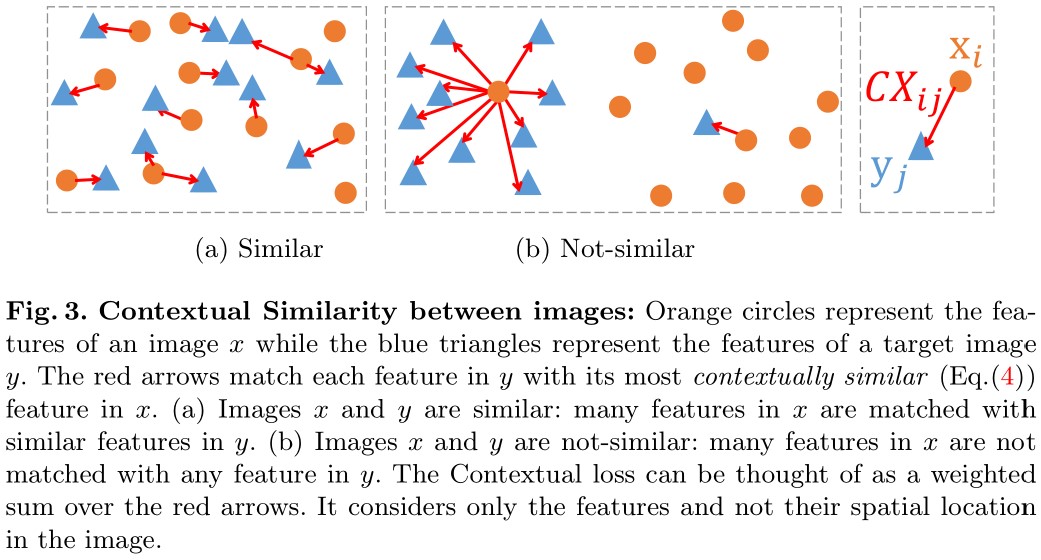 x_i
CX_ij
y_j
(a) Similar
(b) Not-similar
Fig. 3. Contextual Similarity between images: Orange circles represent the fea-
tures of an image x while the blue triangles represent the features of a target image
y. The red arrows match each feature in y with its most contextually similar (Eq.(4))
feature in x. (a) Images x and y are similar: many features in x are matched with
similar features in y. (b) Images x and y are not-similar: many features in x are not
matched with any feature in y. The Contextual loss can be thought of as a weighted
sum over the red arrows. It considers only the features and not their spatial location
in the image.